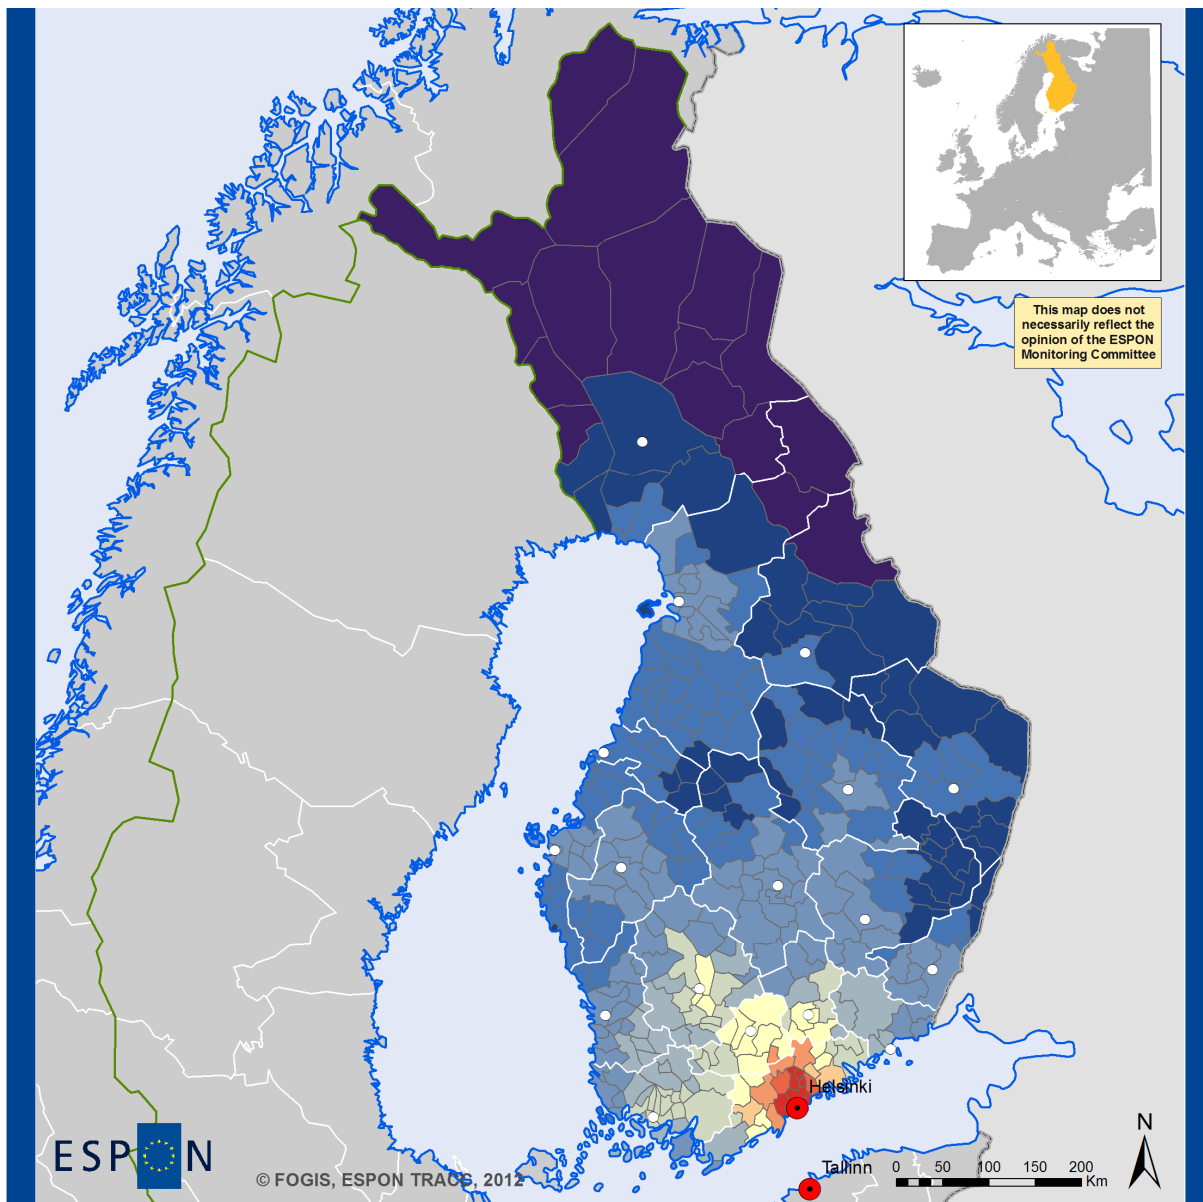 This map does not
necessarily reflect the
opinion of the ESPON
Monitoring Committee
Helsinki
Tallinn
ESPON
© FOGIS, ESPON TRACC, 2012
0 50 100 150 200
Km
N